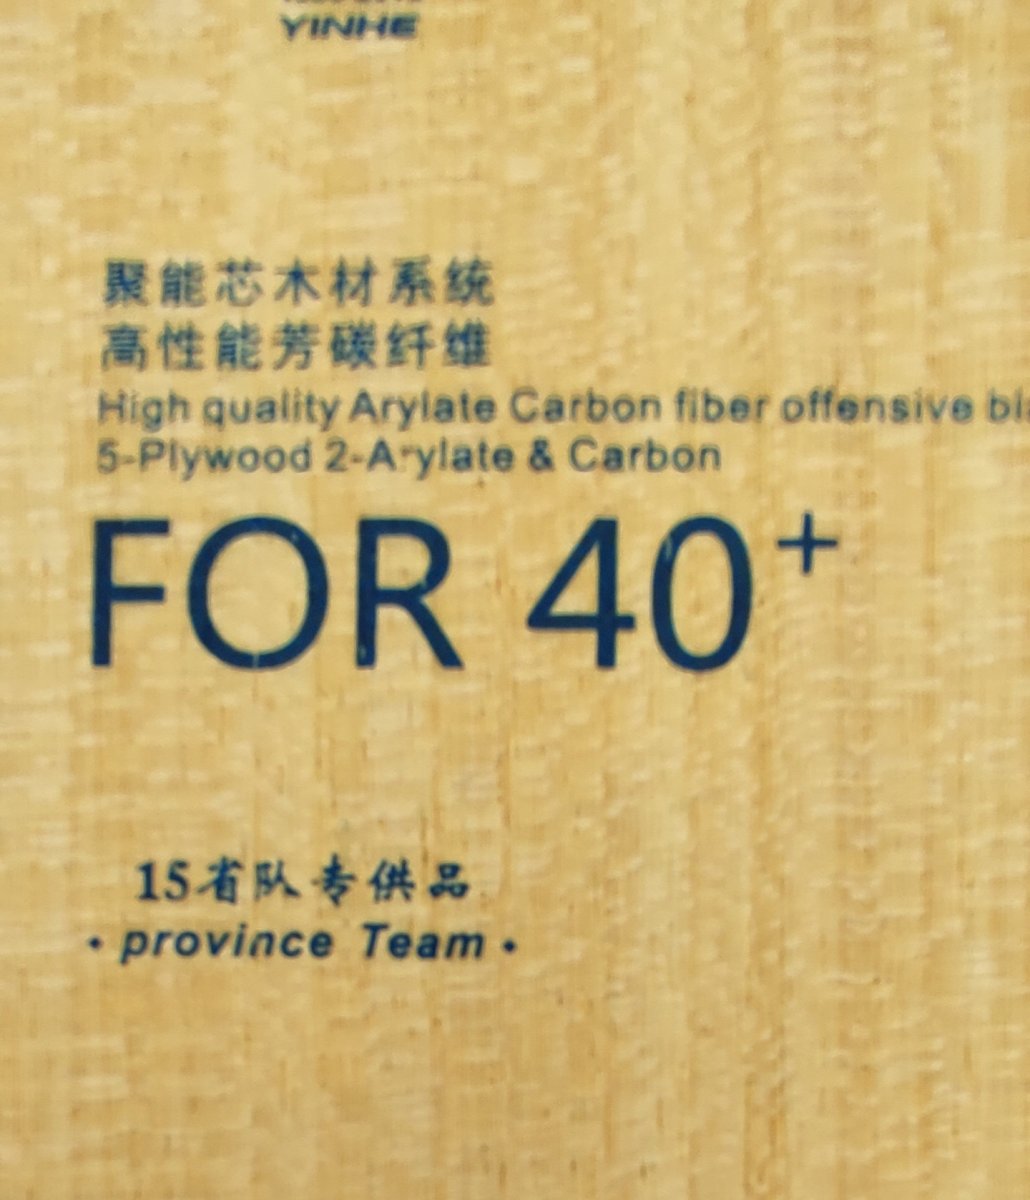 YINHE
聚能芯木材系统
高性能芳碳纤维
High quality Arylate Carbon fiber offensive
5-Plywood 2-Arylate & Carbon
FOR 40+
15省队专供品
• province Team •